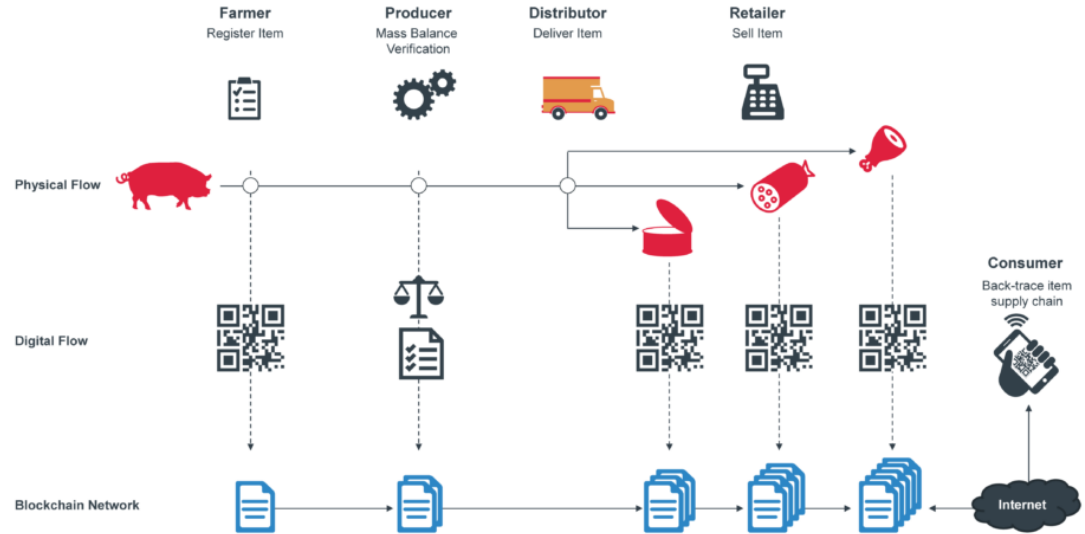 Farmer
Register Item
Producer
Mass Balance
Verification
Distributor
Deliver Item
Retailer
Sell Item
Physical Flow
Consumer
Back-trace item
supply chain
Digital Flow
Blockchain Network
Internet